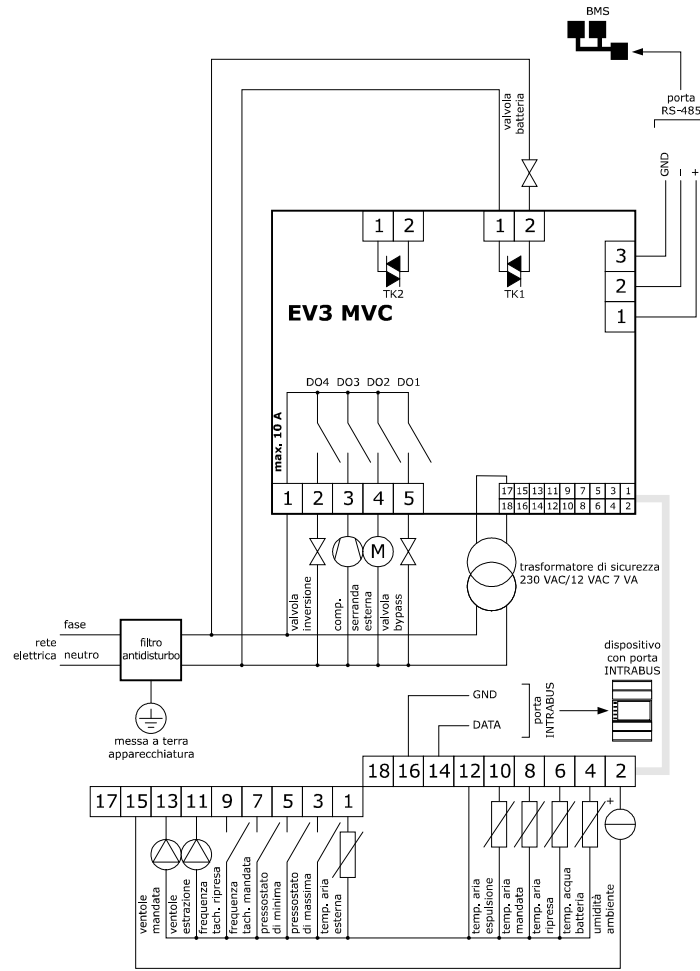 BMS
porta
RS-485
valvola
batteria
GND
–
+
1
2
1
2
TK2
TK1
3
2
1
EV3 MVC
DO4
DO3
DO2
DO1
max. 10 A
1
2
3
4
5
17
15
13
11
9
7
5
3
1
18
16
14
12
10
8
6
4
2
M
valvola
inversione
comp.
serranda
esterna
valvola
bypass
trasformatore di sicurezza
230 VAC/12 VAC 7 VA
fase
rete
elettrica
neutro
filtro
antidisturbo
messa a terra
apparecchiatura
dispositivo
con porta
INTRABUS
GND
DATA
porta
INTRABUS
18
16
14
12
10
8
6
4
2
17
15
13
11
9
7
5
3
1
+
ventole
mandata
ventole
estrazione
frequenza
tach. ripresa
frequenza
tach. mandata
pressostato
di minima
pressostato
di massima
temp. aria
esterna
temp. aria
espulsione
temp. aria
mandata
temp. aria
ripresa
temp. acqua
batteria
umidità
ambiente